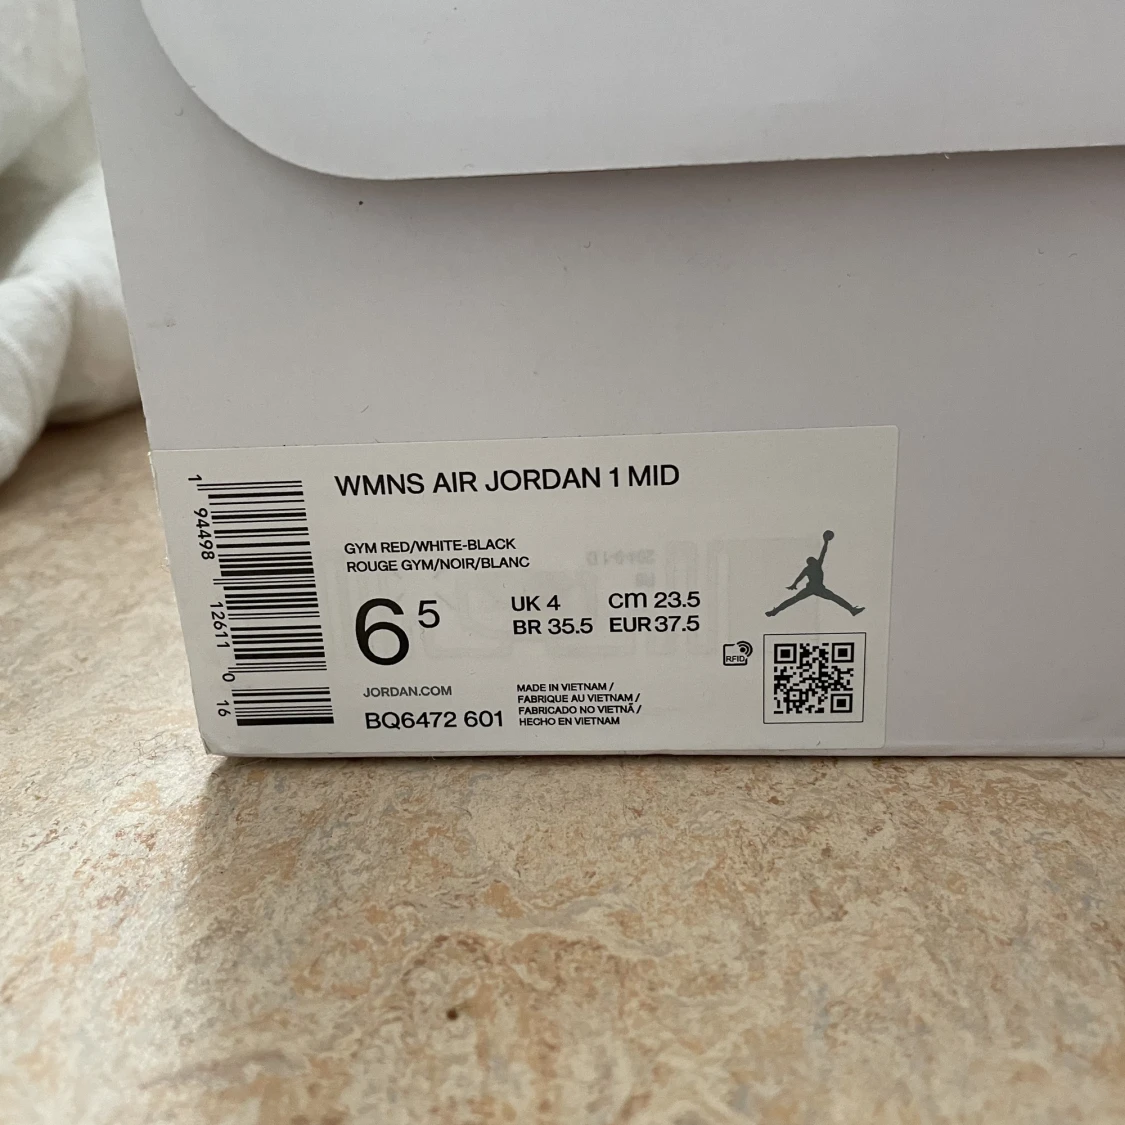 WMNS AIR JORDAN 1 MID
GYM RED/WHITE-BLACK
ROUGE GYM/NOIR/BLANC
6 5
UK 4 cm 23.5
BR 35.5 EUR 37.5
RFID
JORDAN.COM
BQ6472 601
MADE IN VIETNAM /
FABRIQUE AU VIETNAM /
FABRICADO NO VIETNÃ /
HECHO EN VIETNAM
1 94498 12611 0 16